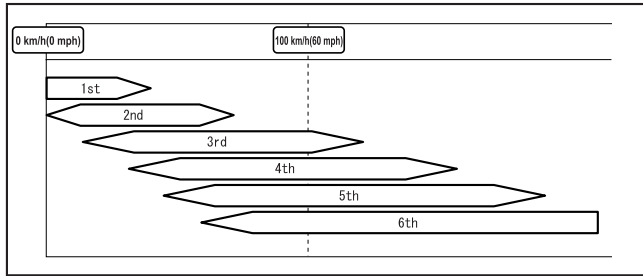 0 km/h(0 mph)
100 km/h(60 mph)
1st
2nd
3rd
4th
5th
6th